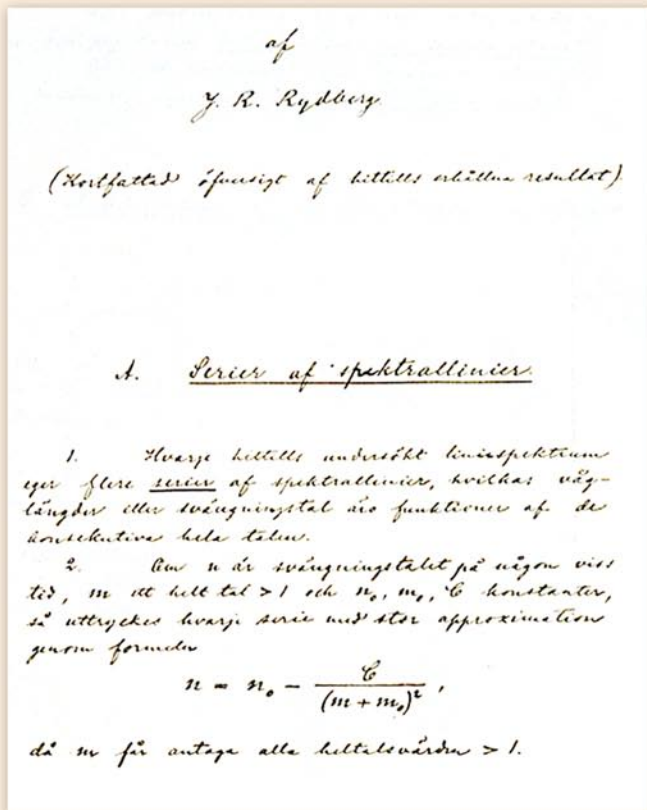 af
J. R. Rydberg.
(Kortfattad öfversigt af hittills erhållna resultat).
A. Serier af spektrallinier.
1. Hvarje hittills undersökt liniespektrum
eger flere serier af spektrallinier, hvilkas våg-
längder eller svängningstal äro funktioner af de
konsekutiva hela talen.
2. Om n är svängningstalet på någon viss
tid, m ett helt tal > 1 och n₀, m₀, C konstanter,
så uttryckes hvarje serie med stor approximation
genom formeln
n = n₀ - C/(m + m₀)²,
då m får antaga alla heltalsvärden > 1.